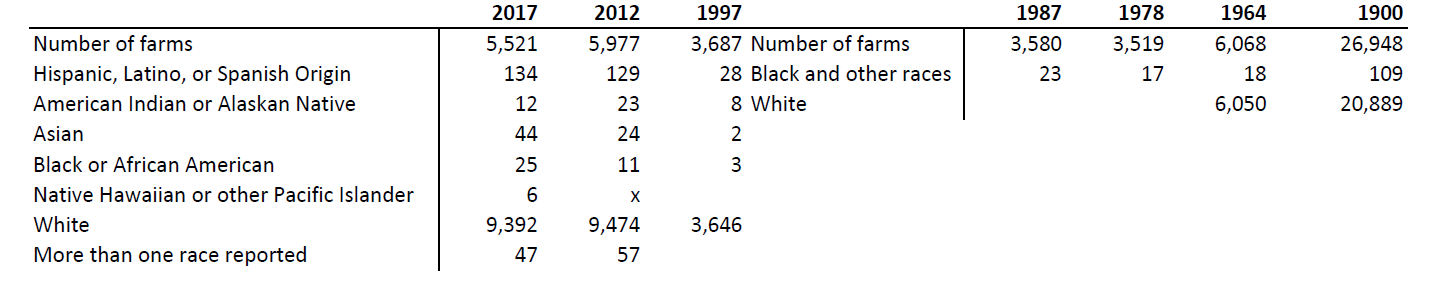 2017 2012 1997 1987 1978 1964 1900
Number of farms 5,521 5,977 3,687 Number of farms 3,580 3,519 6,068 26,948
Hispanic, Latino, or Spanish Origin 134 129 28 Black and other races 23 17 18 109
American Indian or Alaskan Native 12 23 8 White 6,050 20,889
Asian 44 24 2
Black or African American 25 11 3
Native Hawaiian or other Pacific Islander 6 x
White 9,392 9,474 3,646
More than one race reported 47 57